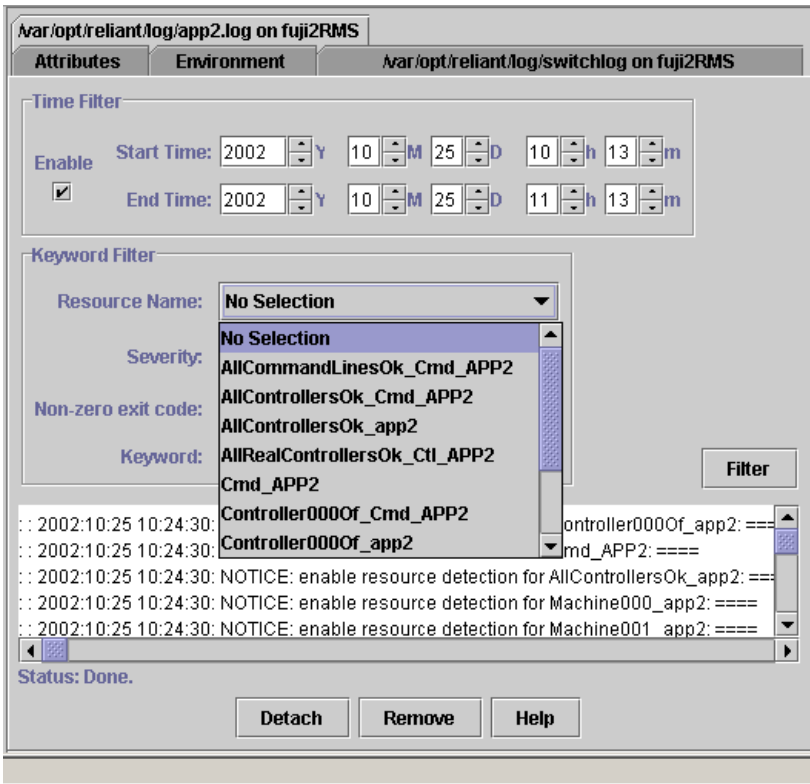 /var/opt/reliant/log/app2.log on fuji2RMS
Attributes Environment /var/opt/reliant/log/switchlog on fuji2RMS
Time Filter
Enable Start Time: 2002 Y 10 M 25 D 10 h 13 m
End Time: 2002 Y 10 M 25 D 11 h 13 m
Keyword Filter
Resource Name: No Selection
No Selection
Severity:
AllCommandLinesOk_Cmd_APP2
AllControllersOk_Cmd_APP2
Non-zero exit code:
AllControllersOk_app2
Keyword: AllRealControllersOk_Ctl_APP2
Filter
Cmd_APP2
Controller000Of_Cmd_APP2
Controller000Of_app2
: : 2002:10:25 10:24:30: ontroller000Of_app2: ===
: : 2002:10:25 10:24:30: md_APP2: ====
: : 2002:10:25 10:24:30: NOTICE: enable resource detection for AllControllersOk_app2: ===
: : 2002:10:25 10:24:30: NOTICE: enable resource detection for Machine000_app2: ====
: : 2002:10:25 10:24:30: NOTICE: enable resource detection for Machine001_app2: ====
Status: Done.
Detach Remove Help